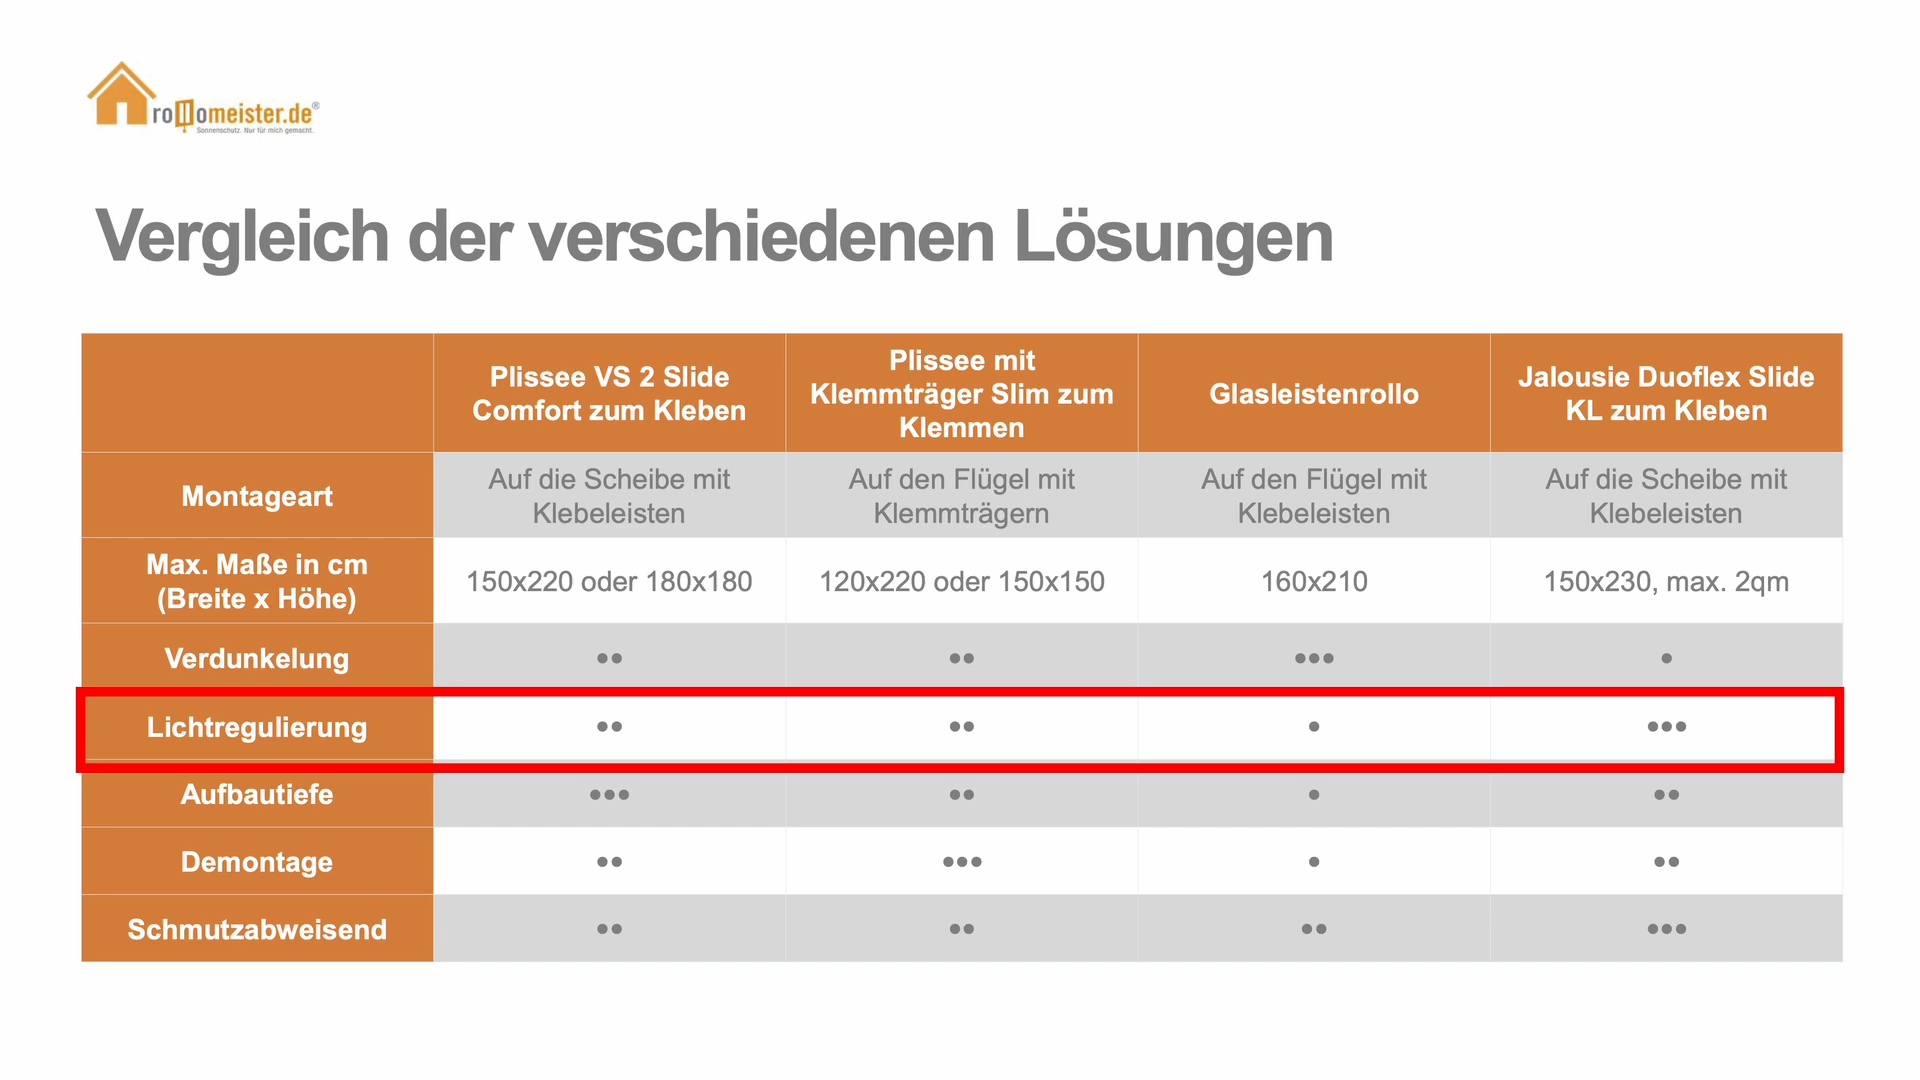 rollomeister.de®
Sonnenschutz. Nur für mich gemacht.
Vergleich der verschiedenen Lösungen
Plissee VS 2 Slide
Comfort zum Kleben
Plissee mit
Klemmträger Slim zum
Klemmen
Glasleistenrollo
Jalousie Duoflex Slide
KL zum Kleben
Montageart
Auf die Scheibe mit
Klebeleisten
Auf den Flügel mit
Klemmträgern
Auf den Flügel mit
Klebeleisten
Auf die Scheibe mit
Klebeleisten
Max. Maße in cm
(Breite x Höhe)
150x220 oder 180x180
120x220 oder 150x150
160x210
150x230, max. 2qm
Verdunkelung
••
••
•••
•
Lichtregulierung
••
••
•
•••
Aufbautiefe
•••
••
•
••
Demontage
••
•••
•
••
Schmutzabweisend
••
••
••
•••